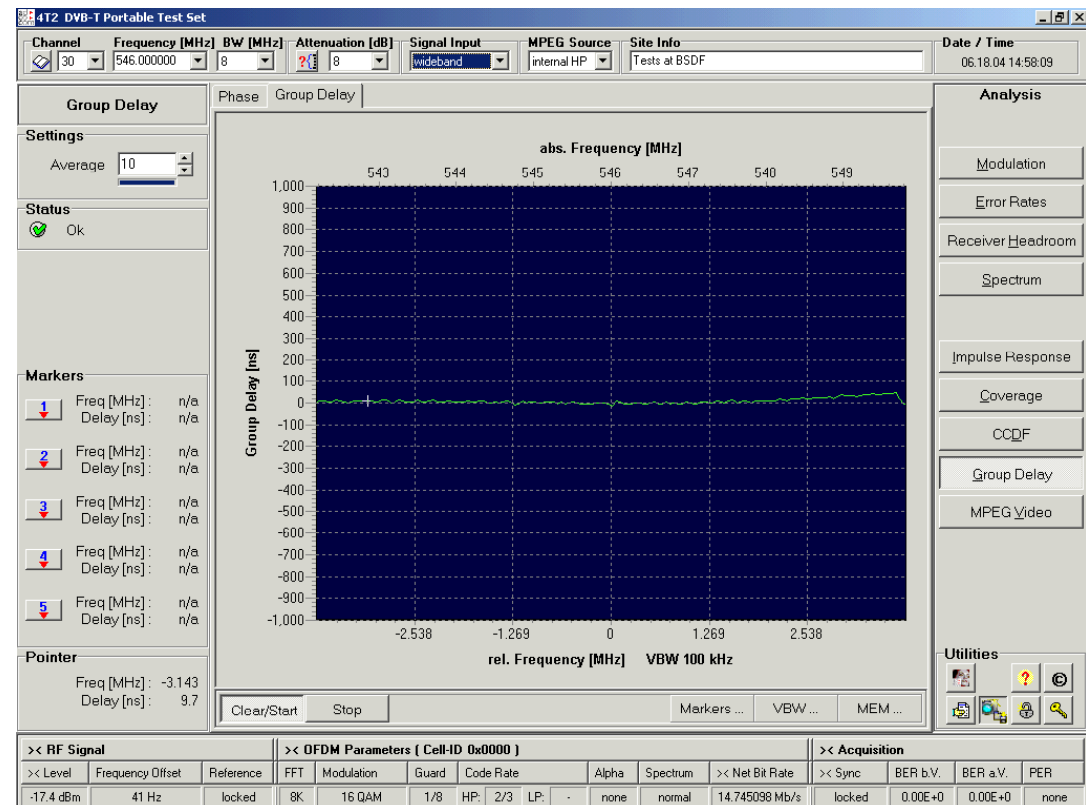 4T2 DVB-T Portable Test Set
Channel Frequency [MHz] BW [MHz] Attenuation [dB] Signal Input MPEG Source Site Info Date / Time
30 546.000000 8 ?{ 8 wideband internal HP Tests at BSDF 06.18.04 14:58:09
Group Delay
Settings
Average 10
Status
Ok
Markers
1 Freq [MHz] : n/a
Delay [ns] : n/a
2 Freq [MHz] : n/a
Delay [ns] : n/a
3 Freq [MHz] : n/a
Delay [ns] : n/a
4 Freq [MHz] : n/a
Delay [ns] : n/a
5 Freq [MHz] : n/a
Delay [ns] : n/a
Pointer
Freq [MHz] : -3.143
Delay [ns] : 9.7
Phase Group Delay
abs. Frequency [MHz]
543 544 545 546 547 540 549
Group Delay [ns]
1,000
900
800
700
600
500
400
300
200
100
0
-100
-200
-300
-400
-500
-600
-700
-800
-900
-1,000
-2.538 -1.269 0 1.269 2.538
rel. Frequency [MHz] VBW 100 kHz
Clear/Start Stop Markers ... VBW ... MEM ...
Analysis
Modulation
Error Rates
Receiver Headroom
Spectrum
Impulse Response
Coverage
CCDF
Group Delay
MPEG Video
Utilities
? ©
>< RF Signal >< OFDM Parameters ( Cell-ID 0x0000 ) >< Acquisition
>< Level Frequency Offset Reference FFT Modulation Guard Code Rate Alpha Spectrum >< Net Bit Rate >< Sync BER b.V. BER a.V. PER
-17.4 dBm 41 Hz locked 8K 16 QAM 1/8 HP: 2/3 LP: - none normal 14.745098 Mb/s locked 0.00E+0 0.00E+0 none